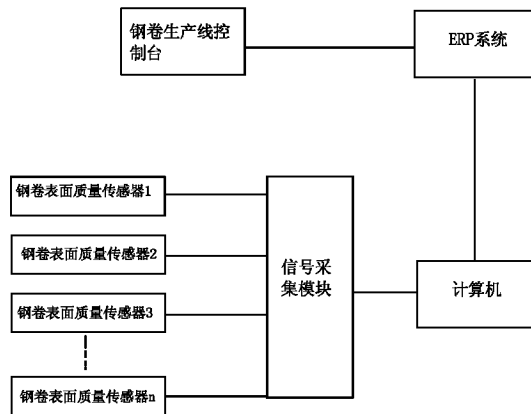 钢卷生产线控
制台
ERP系统
钢卷表面质量传感器1
钢卷表面质量传感器2
钢卷表面质量传感器3
钢卷表面质量传感器n
信号采
集模块
计算机